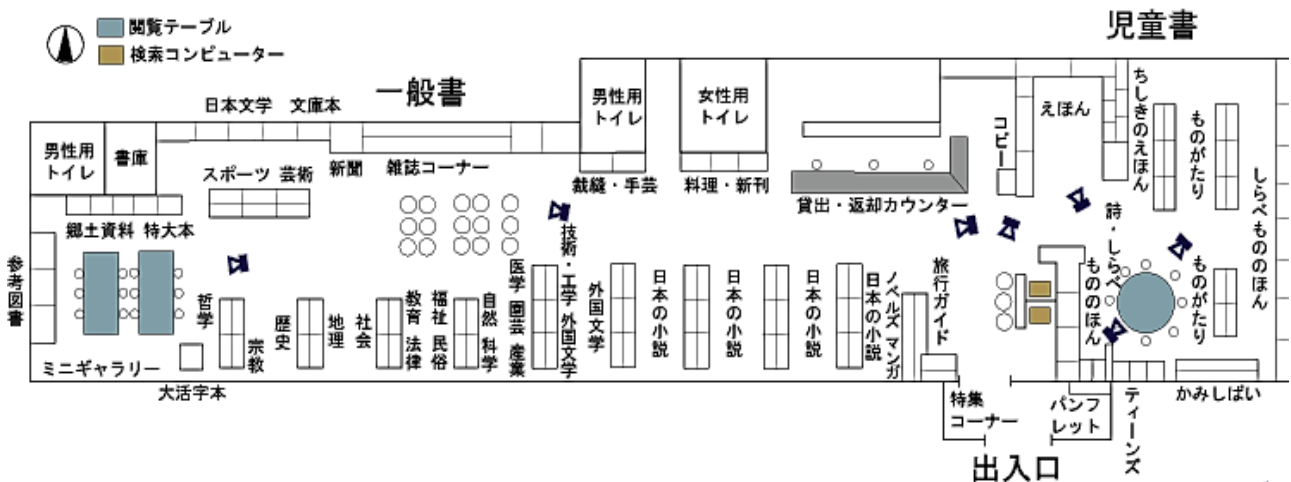 閲覧テーブル
検索コンピューター
児童書
一般書
日本文学 文庫本
男性用
トイレ
書庫
スポーツ 芸術
新聞
雑誌コーナー
男性用
トイレ
女性用
トイレ
裁縫・手芸
料理・新刊
貸出・返却カウンター
コピー
えほん
ちしきのえほん
ものがたり
しらべもののほん
郷土資料 特大本
参考図書
ミニギャラリー
大活字本
哲学
宗教
歴史
地理
社会
教育 法律
福祉 民俗
自然 科学
医学 園芸 産業
技術・工学 外国文学
外国文学
日本の小説
日本の小説
日本の小説
日本の小説
ノベルズ マンガ
旅行ガイド
詩・しらべ
もののほん
ものがたり
特集
コーナー
パンフ
レット
ティーンズ
かみしばい
出入口